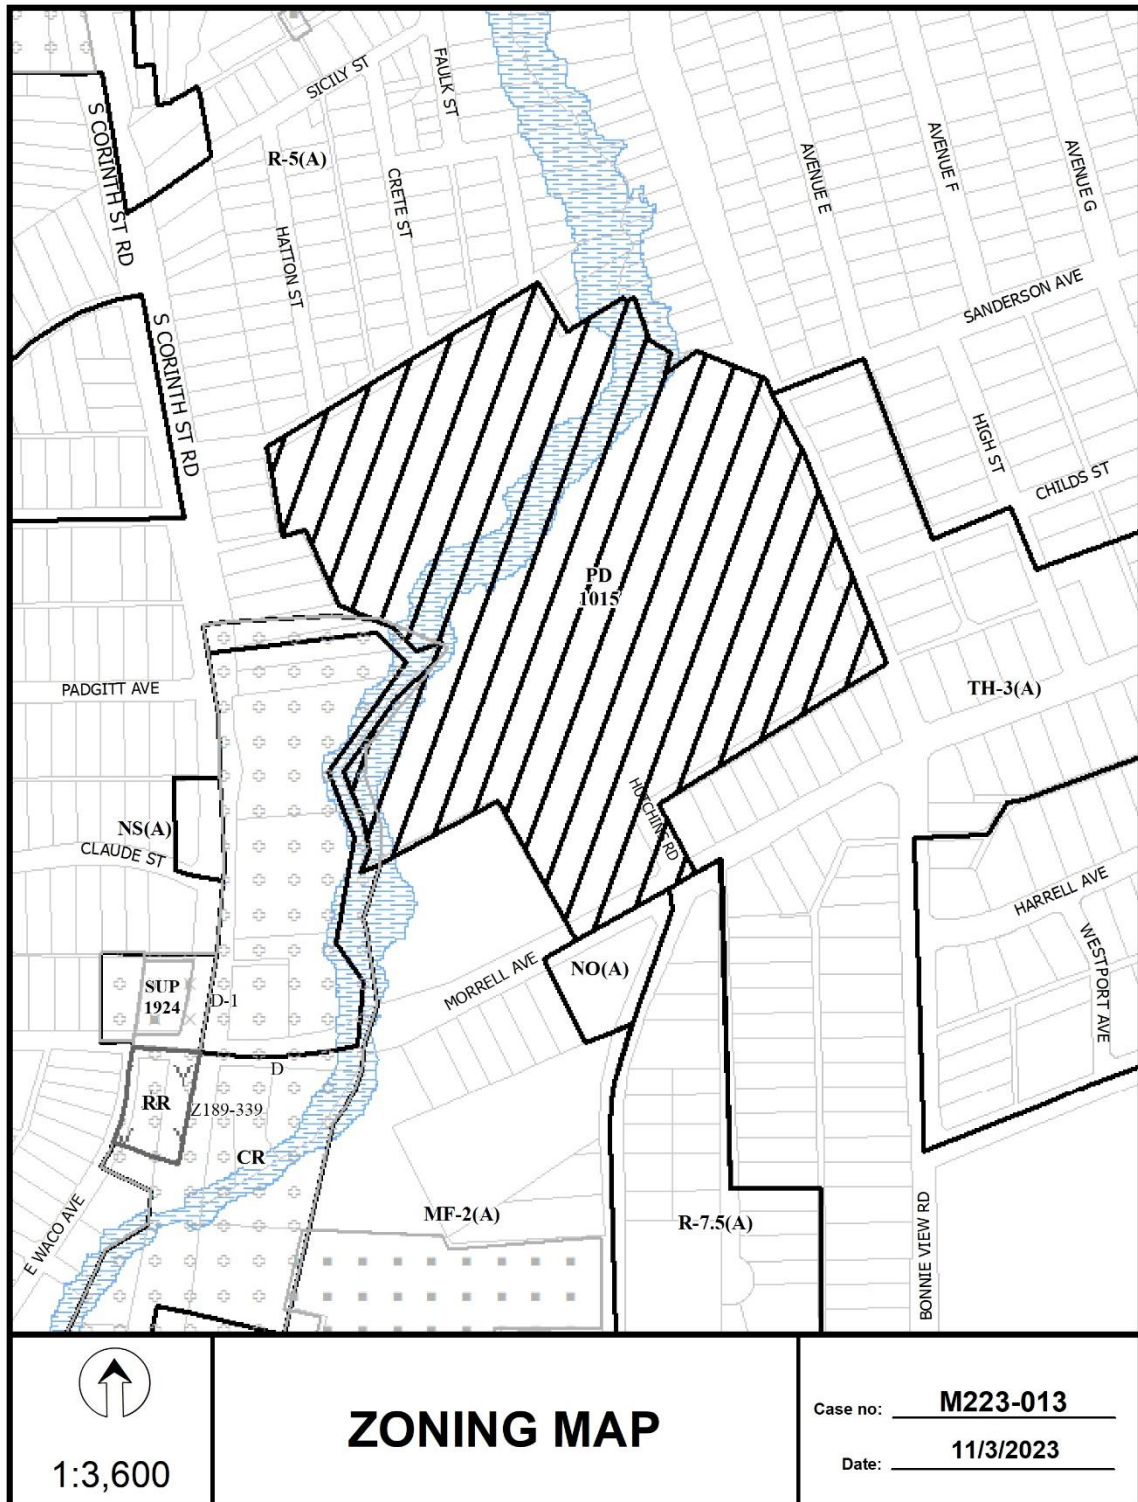 S CORINTH ST RD
SICILY ST
FAULK ST
R-5(A)
CRETE ST
HATTON ST
AVENUE E
AVENUE F
AVENUE G
SANDERSON AVE
S CORINTH ST RD
HIGH ST
CHILDS ST
PD
1015
PADGITT AVE
TH-3(A)
HUTCHINS RD
NS(A)
CLAUDE ST
HARRELL AVE
WESTPORT AVE
MORRELL AVE
NO(A)
SUP
1924
D-1
D
RR
Z189-339
CR
E WACO AVE
MF-2(A)
R-7.5(A)
BONNIE VIEW RD
1:3,600
ZONING MAP
Case no: M223-013
Date: 11/3/2023